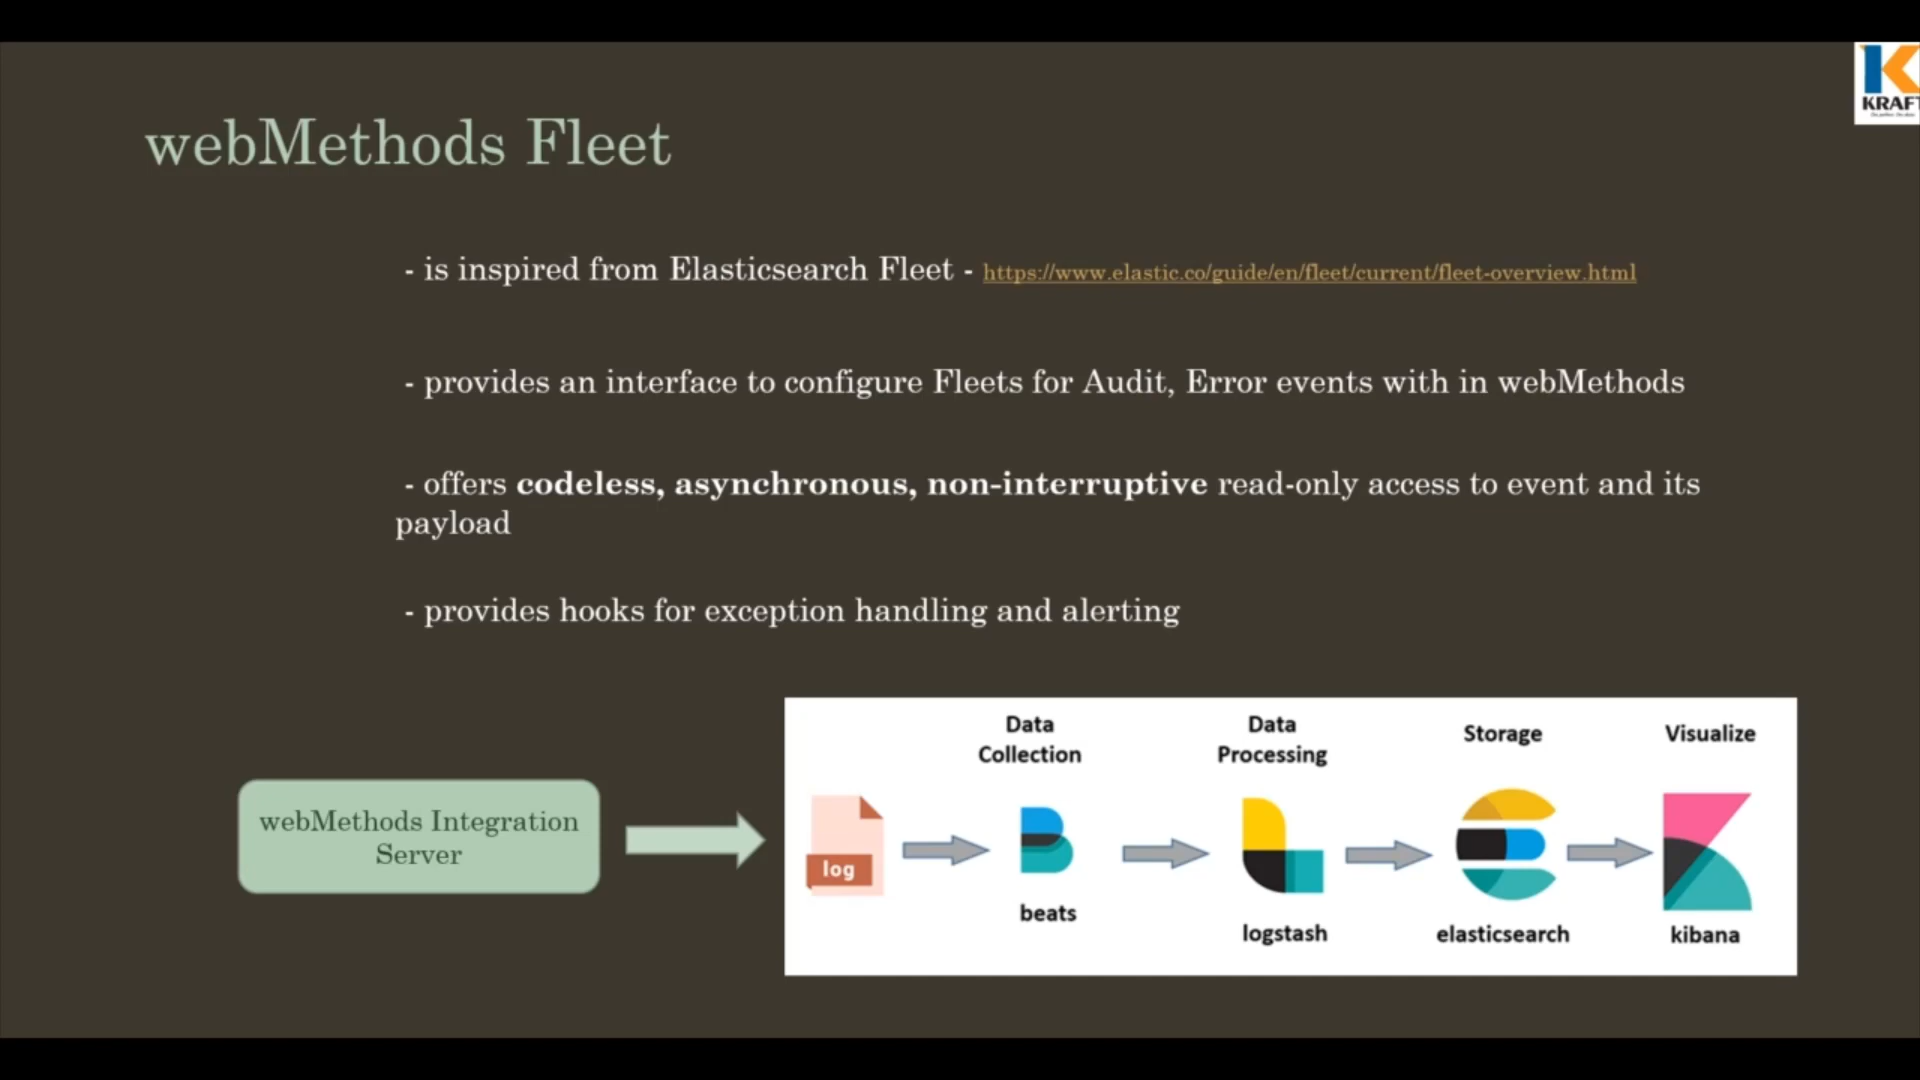 KRAFT
webMethods Fleet
- is inspired from Elasticsearch Fleet - https://www.elastic.co/guide/en/fleet/current/fleet-overview.html
- provides an interface to configure Fleets for Audit, Error events with in webMethods
- offers codeless, asynchronous, non-interruptive read-only access to event and its
payload
- provides hooks for exception handling and alerting
webMethods Integration
Server
log
Data
Collection
beats
Data
Processing
logstash
Storage
elasticsearch
Visualize
kibana